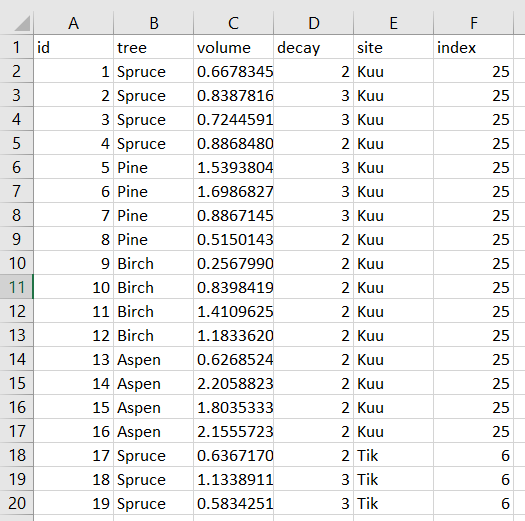 A B C D E F
1 id tree volume decay site index
2 1 Spruce 0.6678345 2 Kuu 25
3 2 Spruce 0.8387816 3 Kuu 25
4 3 Spruce 0.7244591 3 Kuu 25
5 4 Spruce 0.8868480 2 Kuu 25
6 5 Pine 1.5393804 3 Kuu 25
7 6 Pine 1.6986827 3 Kuu 25
8 7 Pine 0.8867145 3 Kuu 25
9 8 Pine 0.5150143 2 Kuu 25
10 9 Birch 0.2567990 2 Kuu 25
11 10 Birch 0.8398419 2 Kuu 25
12 11 Birch 1.4109625 2 Kuu 25
13 12 Birch 1.1833620 2 Kuu 25
14 13 Aspen 0.6268524 2 Kuu 25
15 14 Aspen 2.2058823 2 Kuu 25
16 15 Aspen 1.8035333 2 Kuu 25
17 16 Aspen 2.1555723 2 Kuu 25
18 17 Spruce 0.6367170 2 Tik 6
19 18 Spruce 1.1338911 3 Tik 6
20 19 Spruce 0.5834251 3 Tik 6